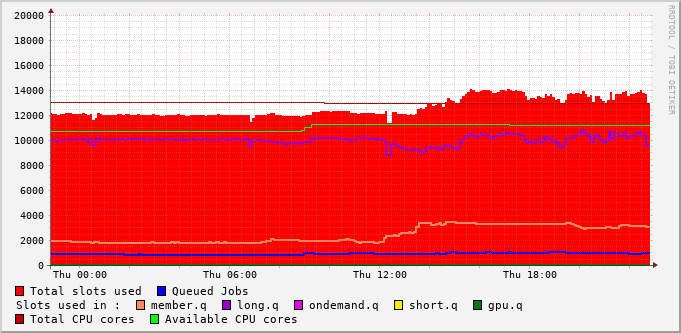 20000
18000
16000
14000
12000
10000
8000
6000
4000
2000
0
Thu 00:00 Thu 06:00 Thu 12:00 Thu 18:00
RRDTOOL / TOBI OETIKER
Total slots used Queued Jobs
Slots used in : member.q long.q ondemand.q short.q gpu.q
Total CPU cores Available CPU cores